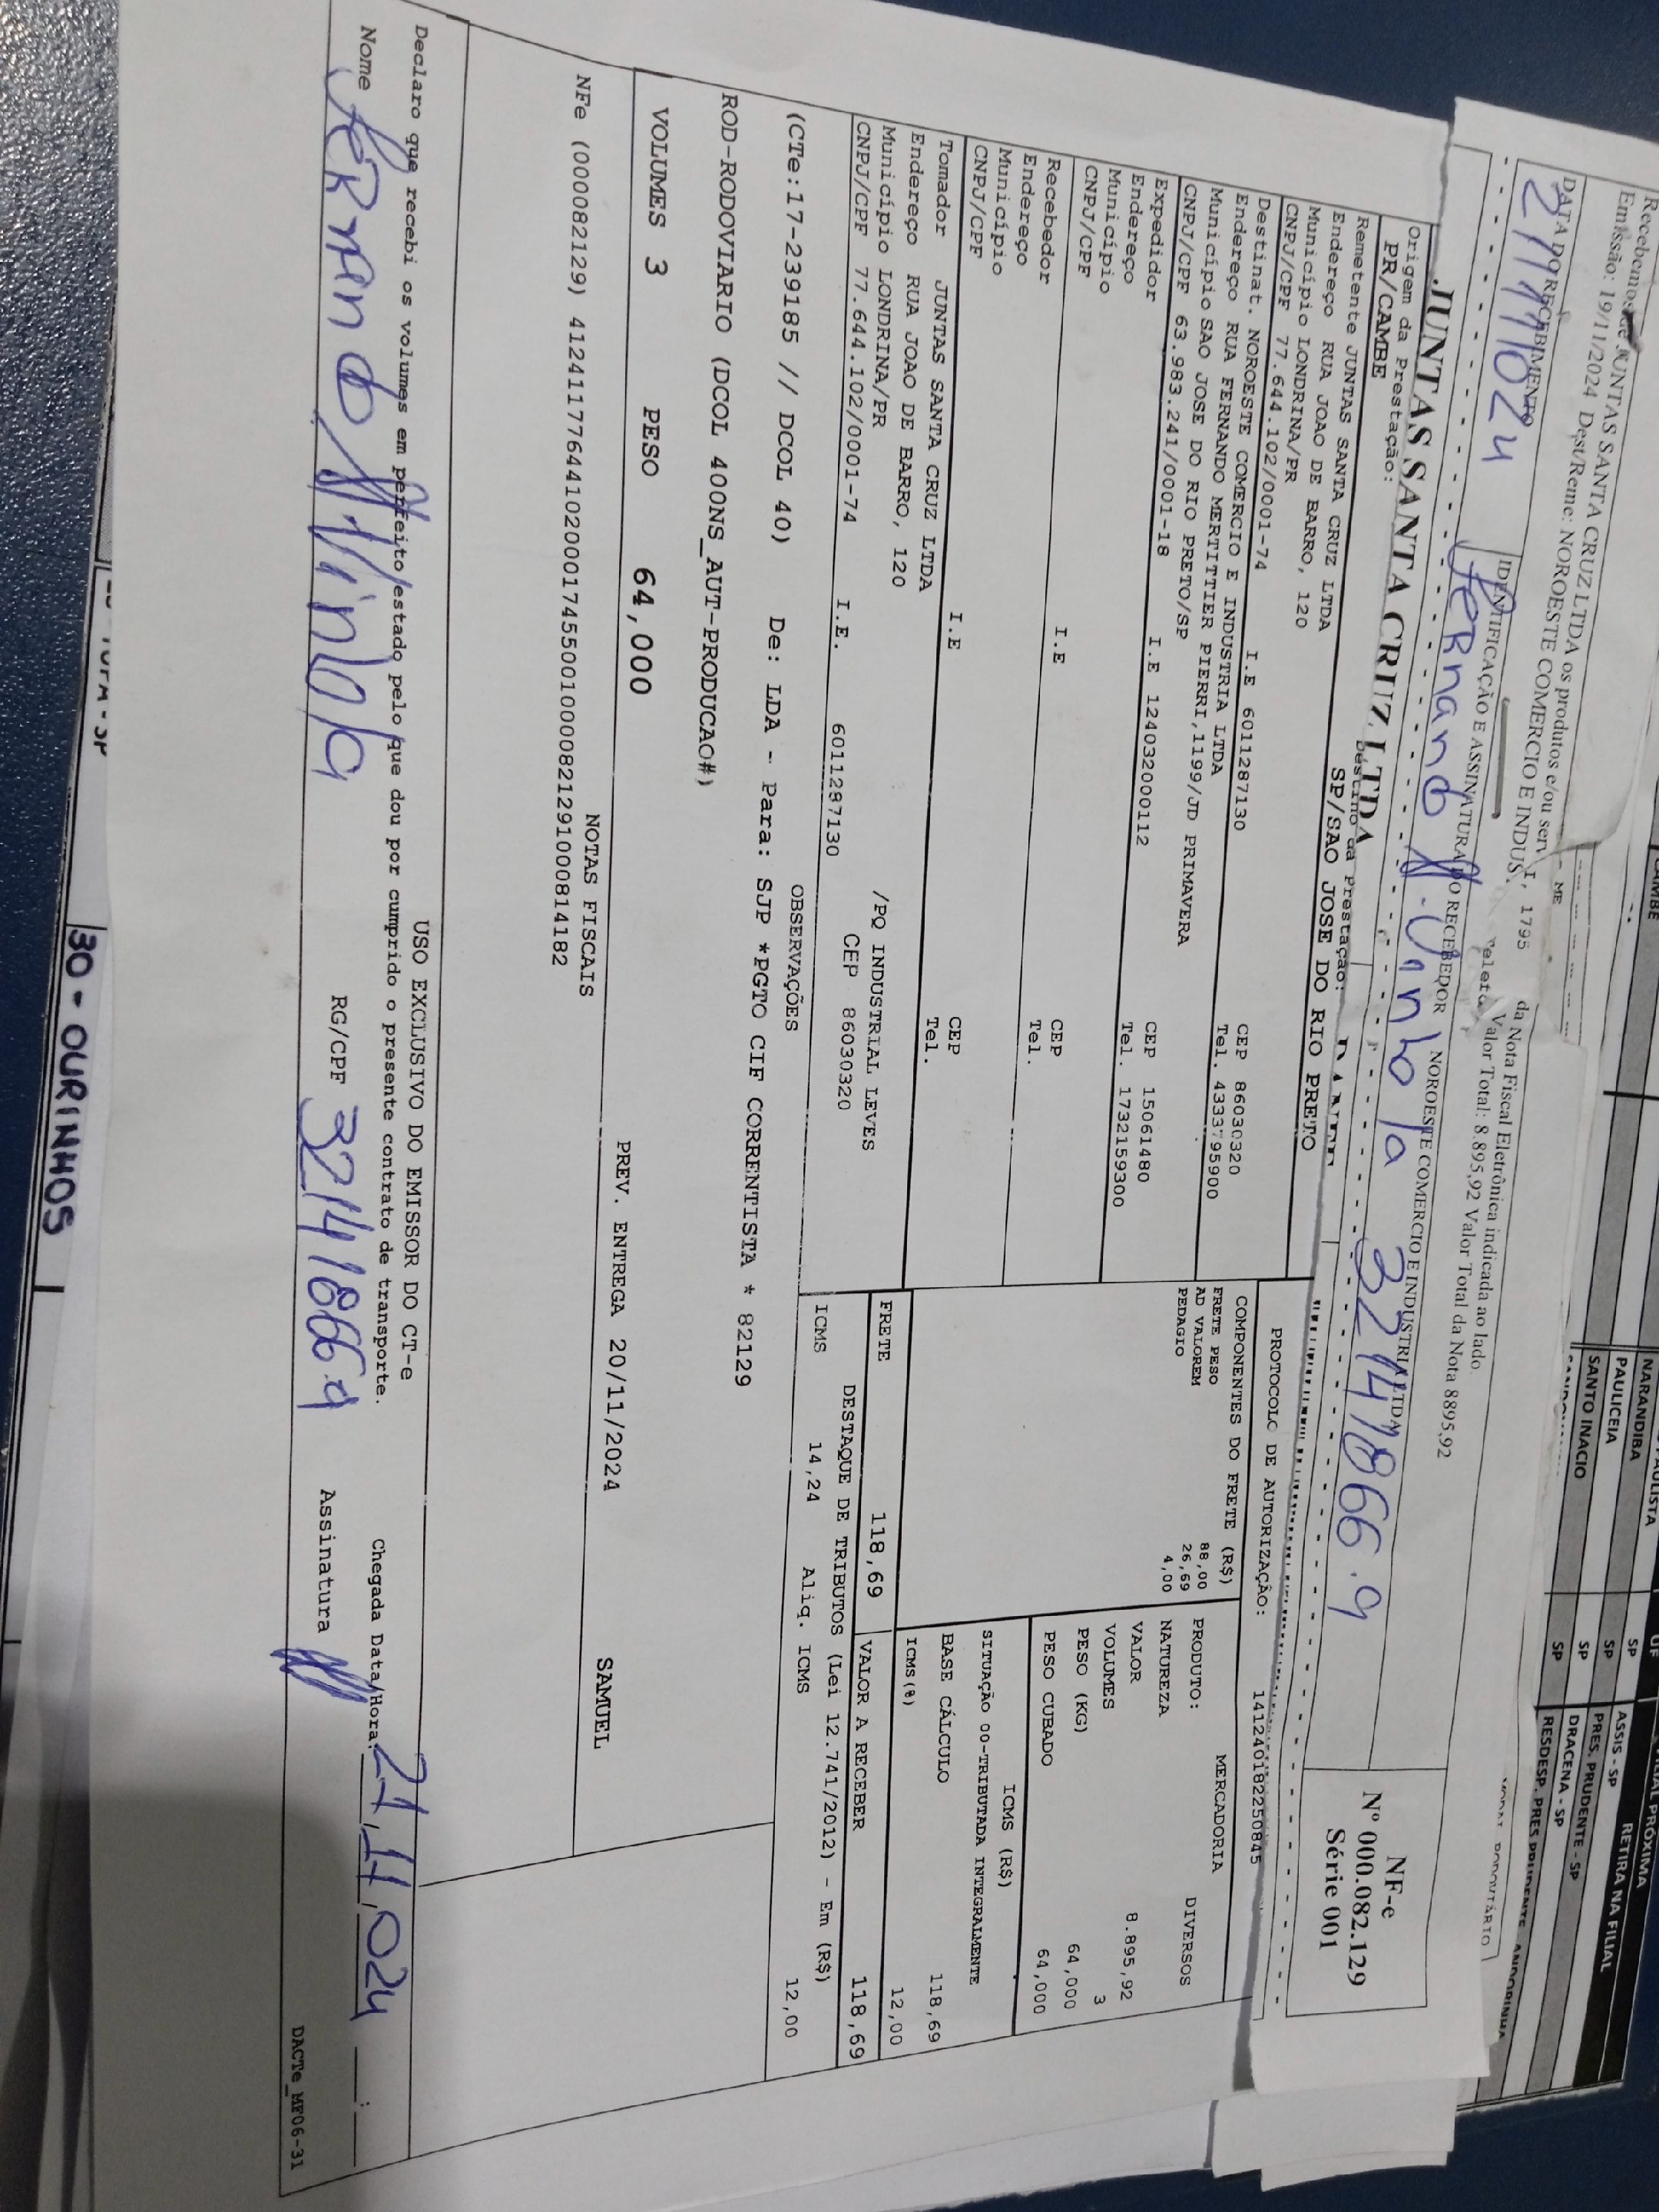 NARANDIBA
PAULICEIA
SANTO INACIO
UF
SP
SP
SP
SP
RETIRA NA FILIAL
ASSIS - SP
PRES. PRUDENTE - SP
DRACENA - SP
Emissão: 19/11/2024 Dest/Reme: NOROESTE COMERCIO E INDUS
JUNTAS SANTA CRUZ LTDA os produtos e/ou serv
da Nota Fiscal Eletrônica indicada ao lado.
Valor Total: 8.895,92 Valor Total da Nota 8895,92
DATA DO RECEBIMENTO
IDENTIFICAÇÃO E ASSINATURA DO RECEBEDOR
NOROESTE COMERCIO E INDUSTRIA LTDA
Fernando
32141866.9
NF-e
Nº 000.082.129
Série 001
JUNTAS SANTA CRUZ LTDA
Origem da Prestação:
PR/CAMBE
Destino da Prestação:
SP/SAO JOSE DO RIO PRETO
PROTOCOLO DE AUTORIZAÇÃO: 141240182250845
Remetente JUNTAS SANTA CRUZ LTDA
Endereço RUA JOAO DE BARRO, 120
Município LONDRINA/PR CEP 86030320
CNPJ/CPF 77.644.102/0001-74 I.E 6011287130 Tel. 4333795900
Destinat. NOROESTE COMERCIO E INDUSTRIA LTDA
Endereço RUA FERNANDO MERTITTIER PIERRI,1199/JD PRIMAVERA
Município SAO JOSE DO RIO PRETO/SP CEP 15061480
CNPJ/CPF 63.983.241/0001-18 I.E 124032000112 Tel. 1732159300
Expedidor
Endereço
Município CEP
CNPJ/CPF I.E Tel.
Recebedor
Endereço
Município CEP
CNPJ/CPF I.E Tel.
Tomador JUNTAS SANTA CRUZ LTDA
Endereço RUA JOAO DE BARRO, 120 /PQ INDUSTRIAL LEVES
Município LONDRINA/PR CEP 86030320
CNPJ/CPF 77.644.102/0001-74 I.E. 6011287130
COMPONENTES DO FRETE (R$)
FRETE PESO 88,00
AD VALOREM 26,69
PEDAGIO 4,00
MERCADORIA
PRODUTO:
NATUREZA DIVERSOS
VALOR 8.895,92
VOLUMES 3
PESO (KG) 64,000
PESO CUBADO 64,000
ICMS (R$)
SITUAÇÃO 00-TRIBUTADA INTEGRALMENTE
BASE CÁLCULO 118,69
ICMS(%) 12,00
FRETE 118,69
VALOR A RECEBER 118,69
DESTAQUE DE TRIBUTOS (Lei 12.741/2012) - Em (R$)
ICMS 14,24 Aliq. ICMS 12,00
OBSERVAÇÕES
(CTe:17-239185 // DCOL 40) De: LDA - Para: SJP *PGTO CIF CORRENTISTA * 82129
ROD-RODOVIARIO (DCOL 400NS_AUT-PRODUCAO#)
VOLUMES 3 PESO 64,000 PREV. ENTREGA 20/11/2024 SAMUEL
NOTAS FISCAIS
NFe (000082129) 41241177644102000174550010000821291000814182
USO EXCLUSIVO DO EMISSOR DO CT-e
Declaro que recebi os volumes em perfeito estado pelo que dou por cumprido o presente contrato de transporte.
Chegada Data/Hora: 21/11/024
Nome Fernando
RG/CPF 32141866.9 Assinatura
DACTe_MF06-31
30 - OURINHOS